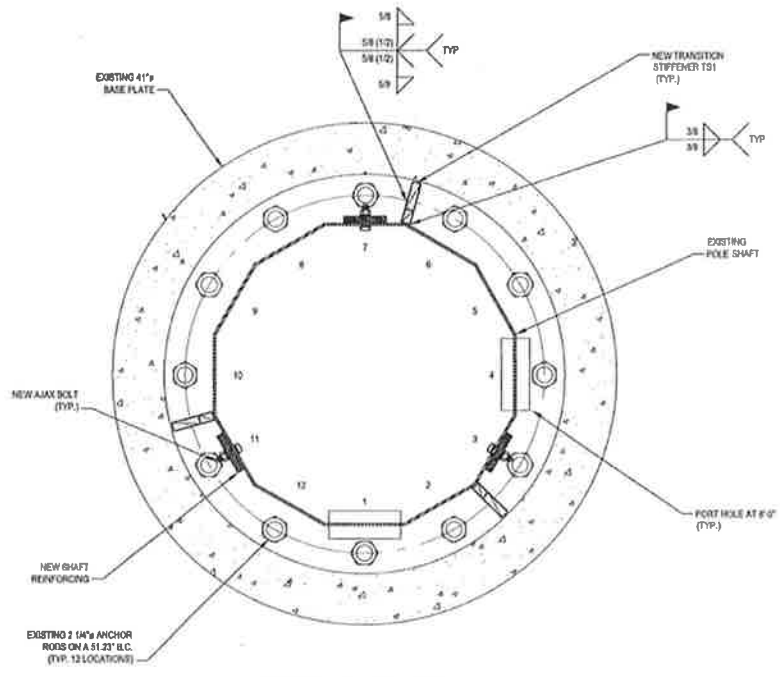 5/8
5/8 (1/2)
5/8 (1/2)
5/9
TYP
NEW TRANSITION
STIFFENER TS1
(TYP.)
EXISTING 41"ø
BASE PLATE
3/8
3/8
TYP
EXISTING
POLE SHAFT
7
8
6
9
5
10
4
NEW AJAX BOLT
(TYP.)
11
3
12
1
2
PORT HOLE AT 6'0"
(TYP.)
NEW SHAFT
REINFORCING
EXISTING 2 1/4"ø ANCHOR
RODS ON A 51.23" B.C.
(TYP. 12 LOCATIONS)